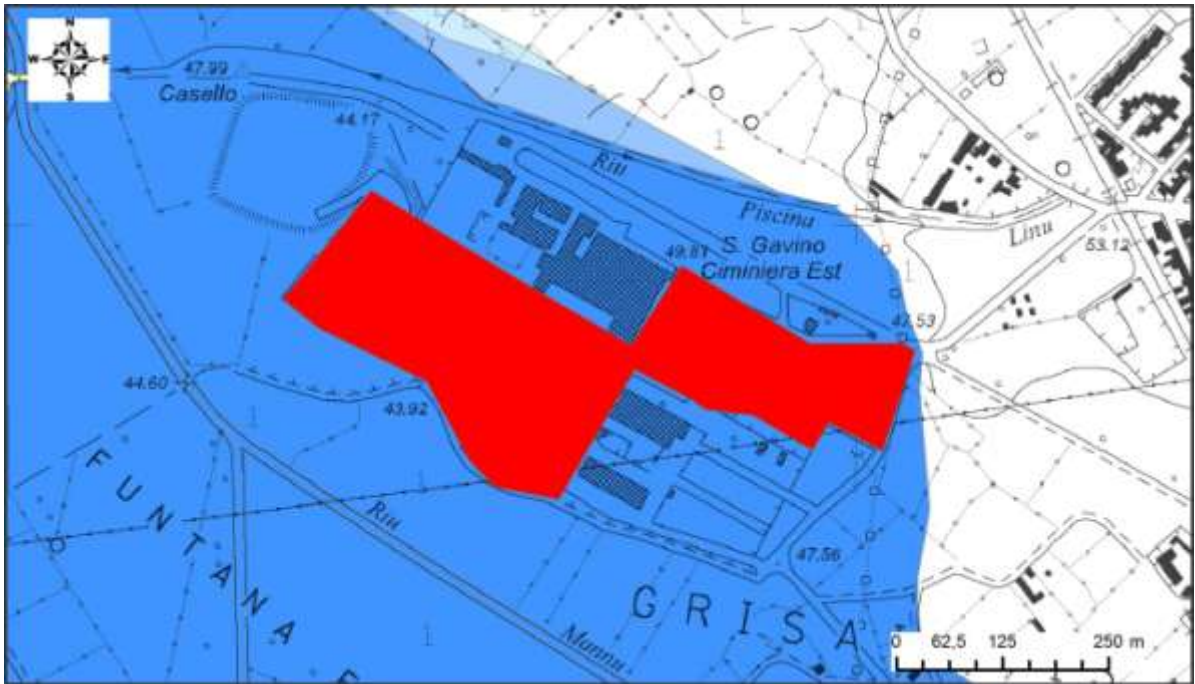 N
W E
S
47.99
Casello
44.17
Riu
Piscina
Linu
S. Gavino
49.81
Ciminiera Est
53.12
47.53
44.60
43.92
Riu
Mannu
47.56
FUNTANA
GRISA
0 62,5 125 250 m